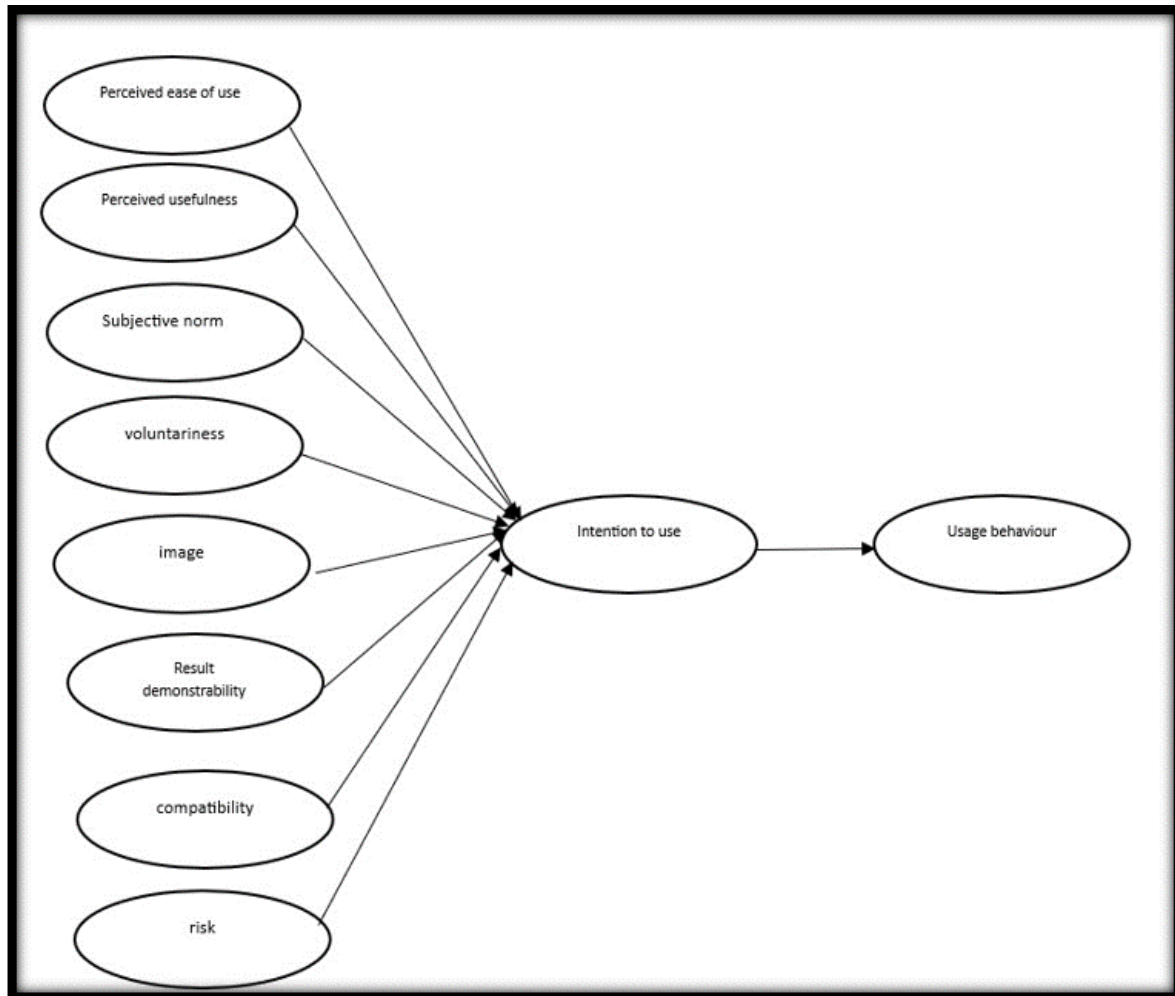 Perceived ease of use
Perceived usefulness
Subjective norm
voluntariness
image
Result
demonstrability
compatibility
risk
Intention to use
Usage behaviour